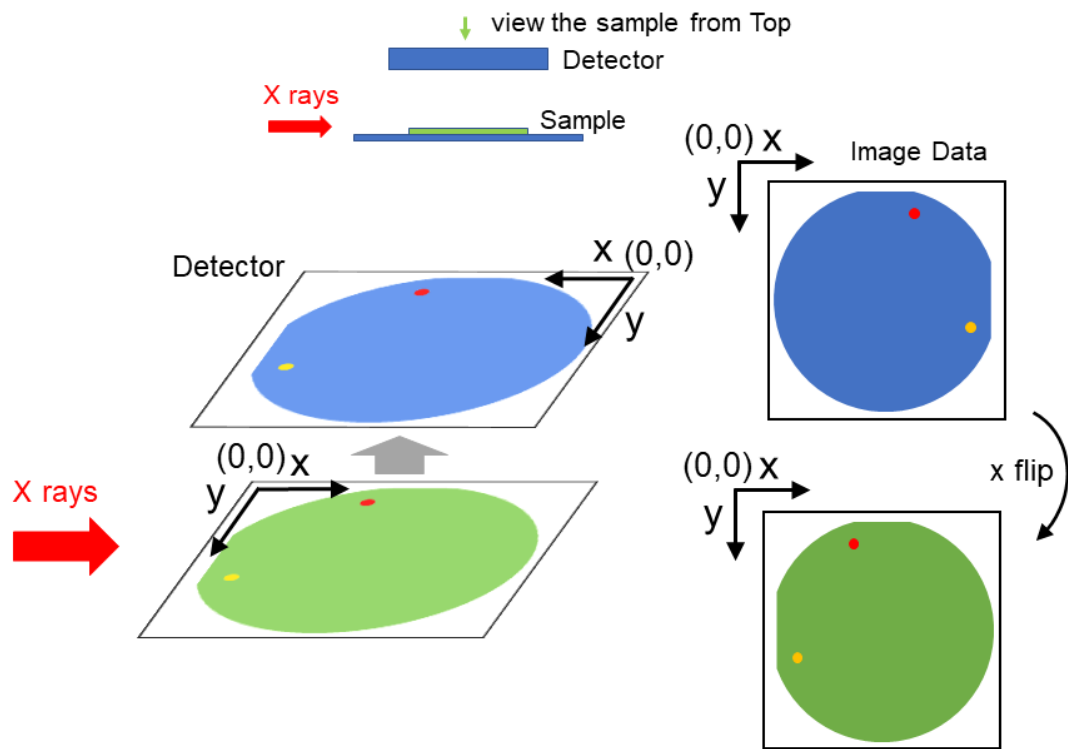 view the sample from Top
Detector
X rays
Sample
(0,0) x
Image Data
y
Detector
x (0,0)
y
(0,0) x
y
X rays
(0,0) x
y
x flip